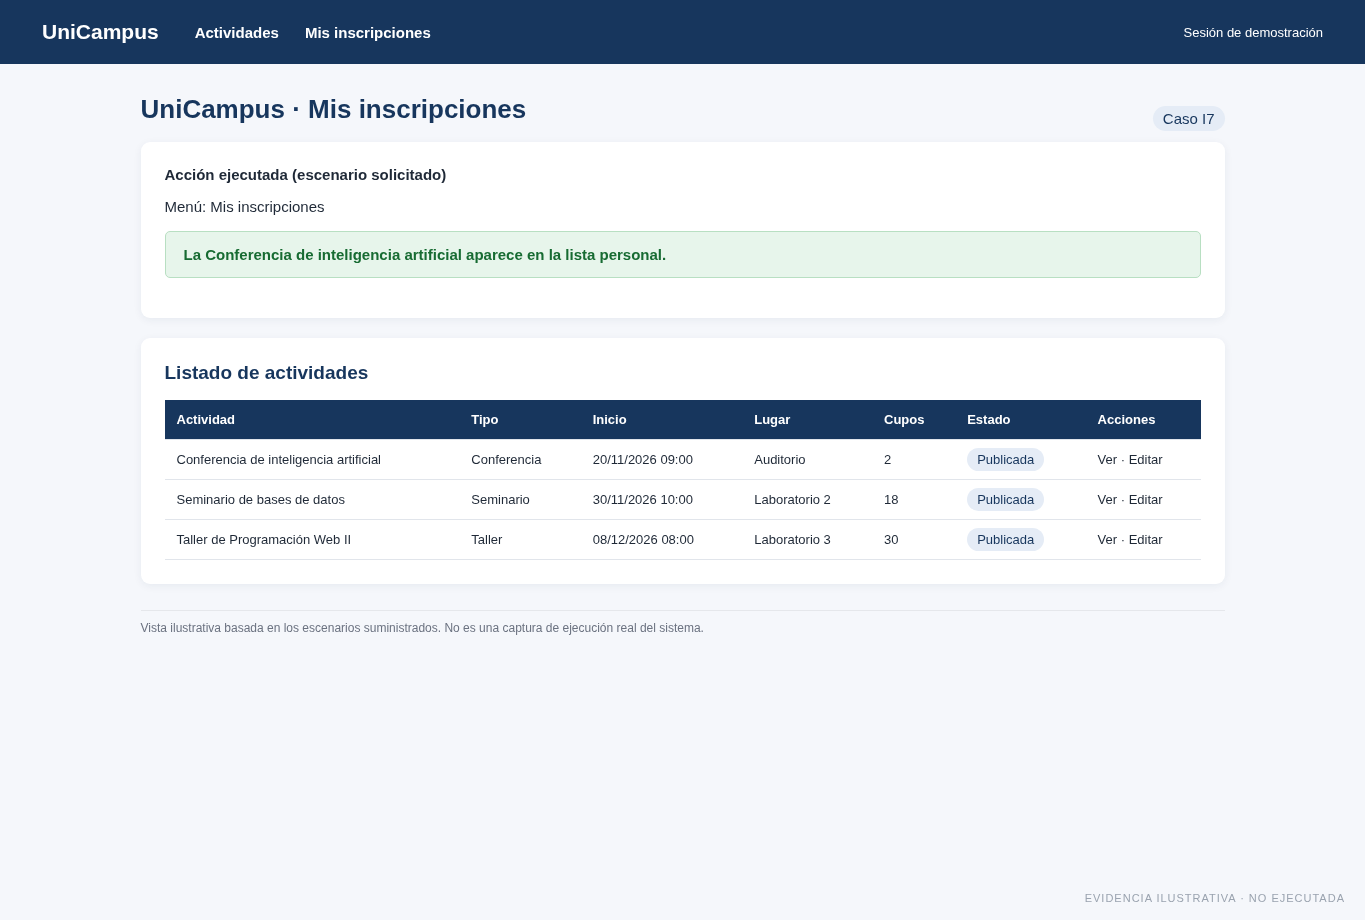 UniCampus Actividades Mis inscripciones Sesión de demostración
UniCampus · Mis inscripciones
Caso I7
Acción ejecutada (escenario solicitado)
Menú: Mis inscripciones
La Conferencia de inteligencia artificial aparece en la lista personal.
Listado de actividades
Actividad Tipo Inicio Lugar Cupos Estado Acciones
Conferencia de inteligencia artificial Conferencia 20/11/2026 09:00 Auditorio 2 Publicada Ver · Editar
Seminario de bases de datos Seminario 30/11/2026 10:00 Laboratorio 2 18 Publicada Ver · Editar
Taller de Programación Web II Taller 08/12/2026 08:00 Laboratorio 3 30 Publicada Ver · Editar
Vista ilustrativa basada en los escenarios suministrados. No es una captura de ejecución real del sistema.
EVIDENCIA ILUSTRATIVA · NO EJECUTADA